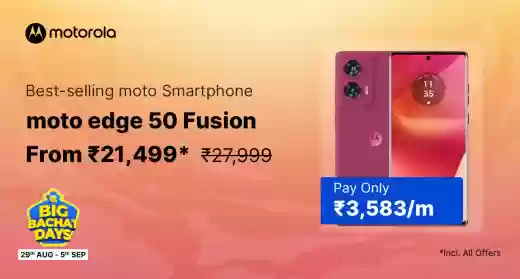 motorola
Best-selling moto Smartphone
moto edge 50 Fusion
From ₹21,499* ₹27,999
11
35
Pay Only
₹3,583/m
BIG
BACHAT
DAYS
29th AUG - 5th SEP
*Incl. All Offers